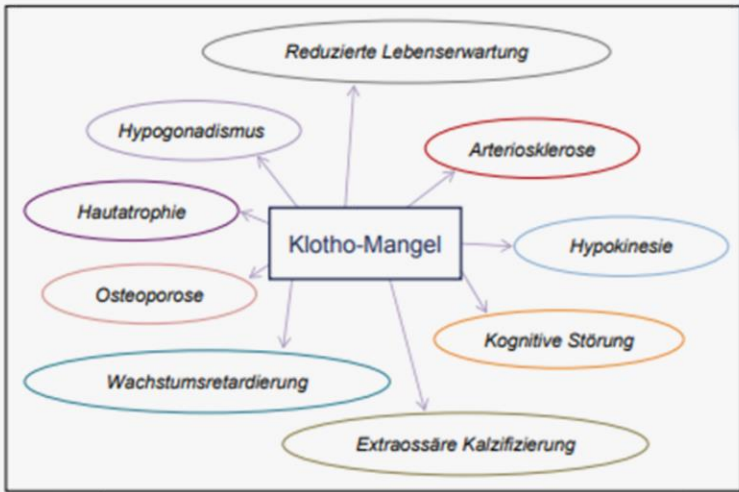 Reduzierte Lebenserwartung
Hypogonadismus
Arteriosklerose
Hautatrophie
Klotho-Mangel
Hypokinesie
Osteoporose
Kognitive Störung
Wachstumsretardierung
Extraossäre Kalzifizierung